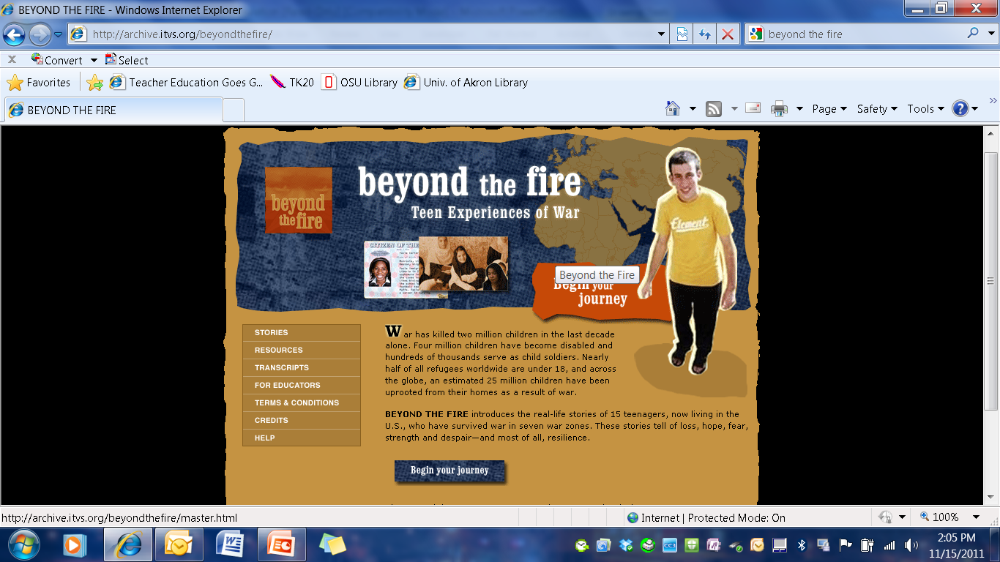 BEYOND THE FIRE - Windows Internet Explorer
http://archive.itvs.org/beyondthefire/
beyond the fire
Convert Select
Favorites Teacher Education Goes G... TK20 OSU Library Univ. of Akron Library
BEYOND THE FIRE
Page Safety Tools
beyond the fire
Teen Experiences of War
beyond
the fire
Element.
CITIZEN OF THE
Beyond the Fire
Begin your
journey
STORIES
RESOURCES
TRANSCRIPTS
FOR EDUCATORS
TERMS & CONDITIONS
CREDITS
HELP
War has killed two million children in the last decade
alone. Four million children have become disabled and
hundreds of thousands serve as child soldiers. Nearly
half of all refugees worldwide are under 18, and across
the globe, an estimated 25 million children have been
uprooted from their homes as a result of war.
BEYOND THE FIRE introduces the real-life stories of 15 teenagers, now living in the
U.S., who have survived war in seven war zones. These stories tell of loss, hope, fear,
strength and despair—and most of all, resilience.
Begin your journey
http://archive.itvs.org/beyondthefire/master.html
Internet | Protected Mode: On
100%
2:05 PM
11/15/2011